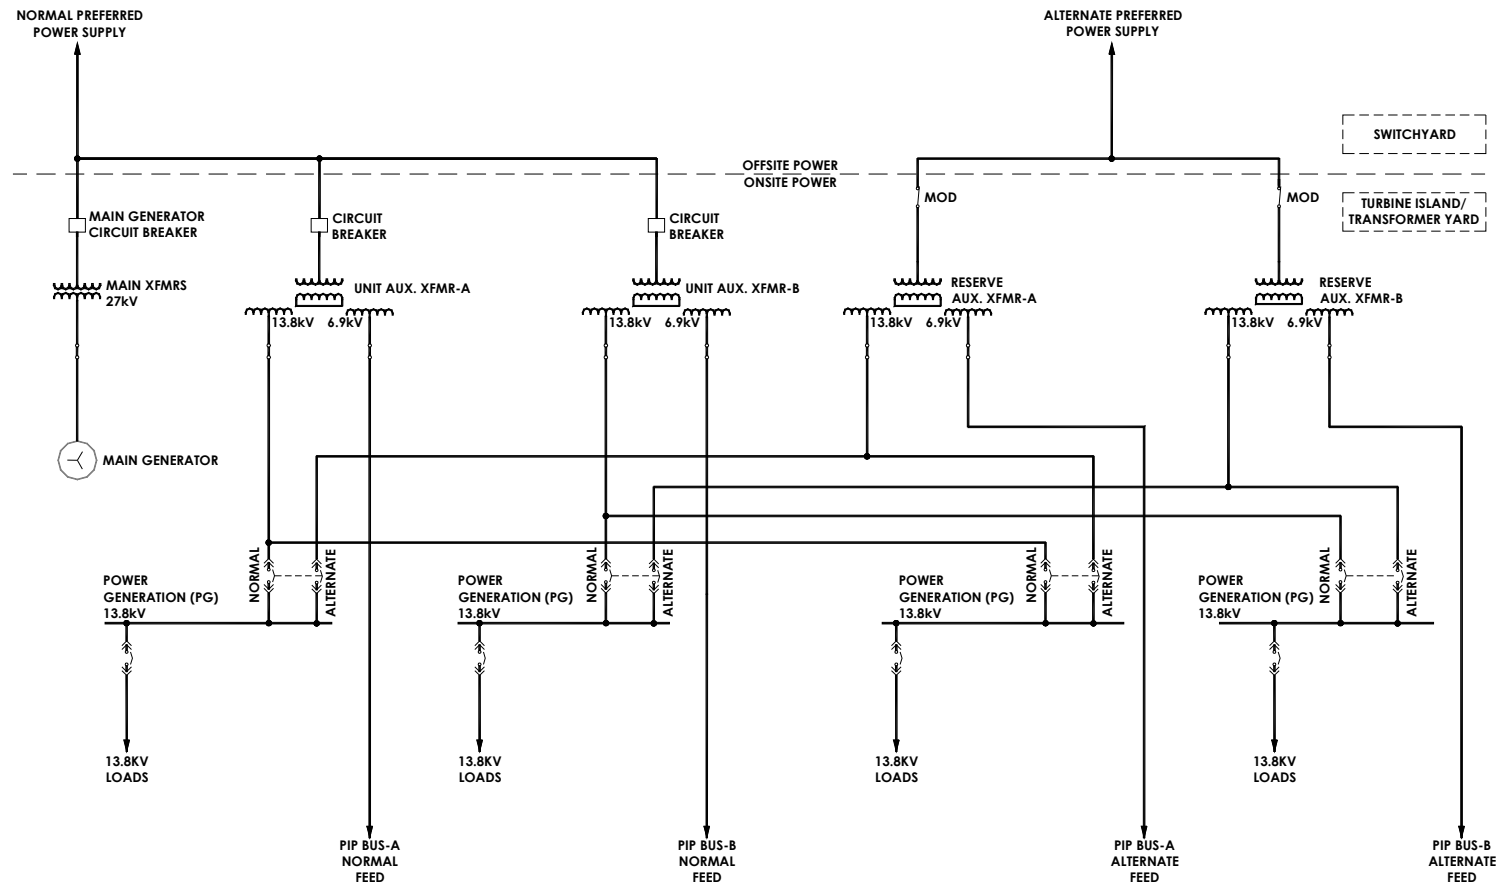 NORMAL PREFERRED
POWER SUPPLY
ALTERNATE PREFERRED
POWER SUPPLY
SWITCHYARD
OFFSITE POWER
ONSITE POWER
MOD
MOD
TURBINE ISLAND/
TRANSFORMER YARD
MAIN GENERATOR
CIRCUIT BREAKER
CIRCUIT
BREAKER
CIRCUIT
BREAKER
MAIN XFMRS
27kV
UNIT AUX. XFMR-A
UNIT AUX. XFMR-B
RESERVE
AUX. XFMR-A
RESERVE
AUX. XFMR-B
13.8kV
6.9kV
13.8kV
6.9kV
13.8kV
6.9kV
13.8kV
6.9kV
MAIN GENERATOR
POWER
GENERATION (PG)
13.8kV
NORMAL
ALTERNATE
POWER
GENERATION (PG)
13.8kV
NORMAL
ALTERNATE
POWER
GENERATION (PG)
13.8kV
NORMAL
ALTERNATE
POWER
GENERATION (PG)
13.8kV
NORMAL
ALTERNATE
13.8KV
LOADS
13.8KV
LOADS
13.8KV
LOADS
13.8KV
LOADS
PIP BUS-A
NORMAL
FEED
PIP BUS-B
NORMAL
FEED
PIP BUS-A
ALTERNATE
FEED
PIP BUS-B
ALTERNATE
FEED